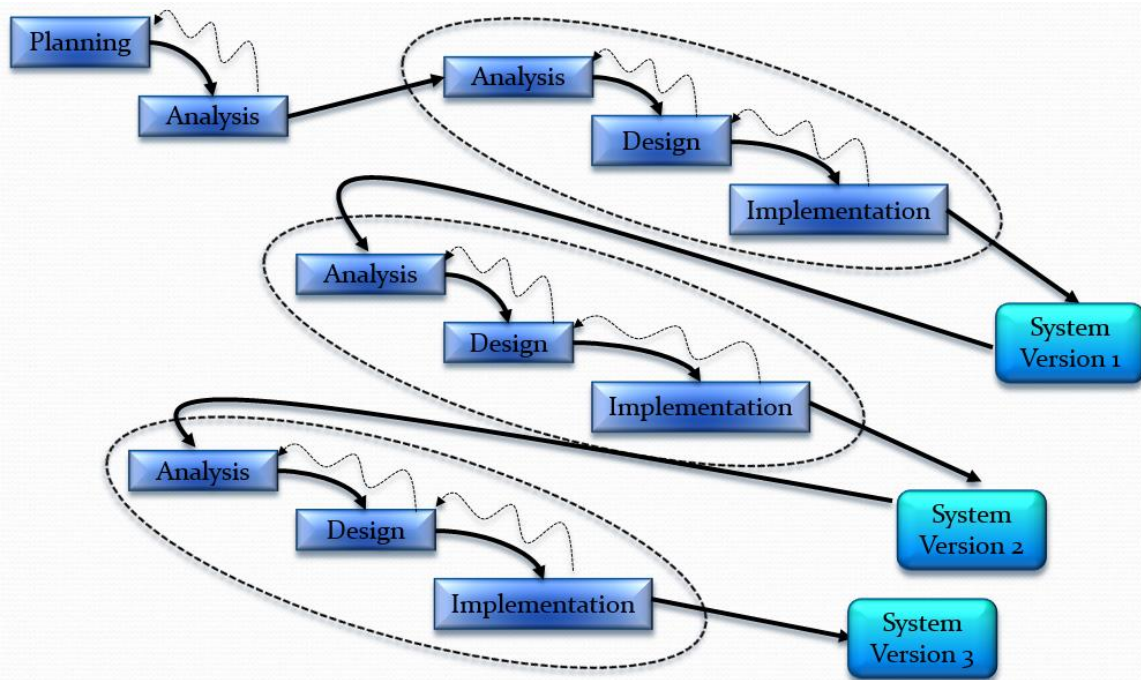 Planning
Analysis
Analysis
Design
Implementation
System
Version 1
Analysis
Design
Implementation
System
Version 2
Analysis
Design
Implementation
System
Version 3